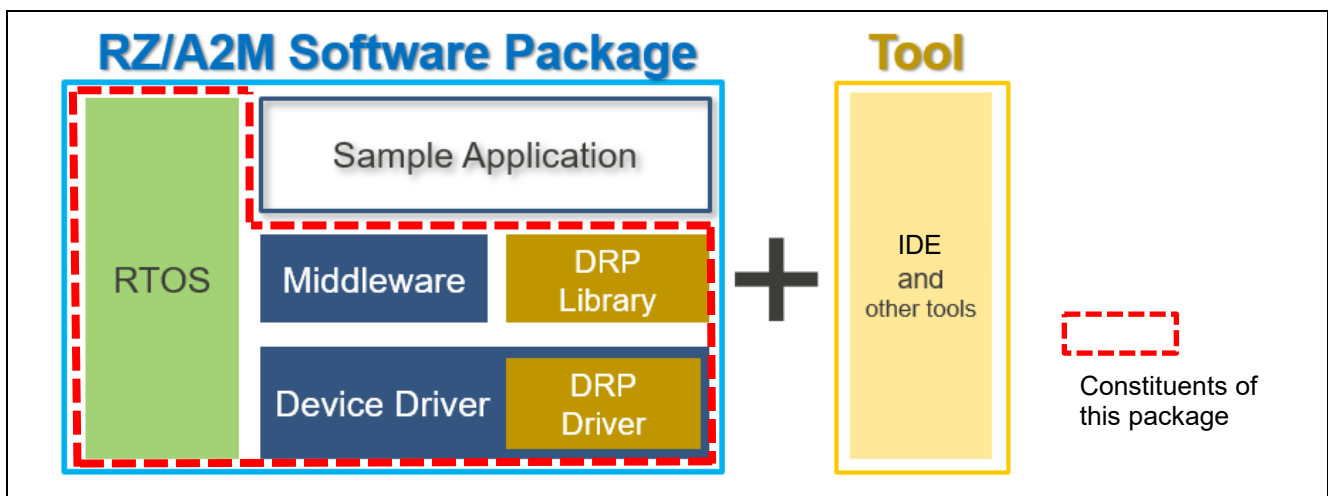 RZ/A2M Software Package
Tool
RTOS
Sample Application
Middleware
DRP
Library
Device Driver
DRP
Driver
+
IDE
and
other tools
Constituents of
this package